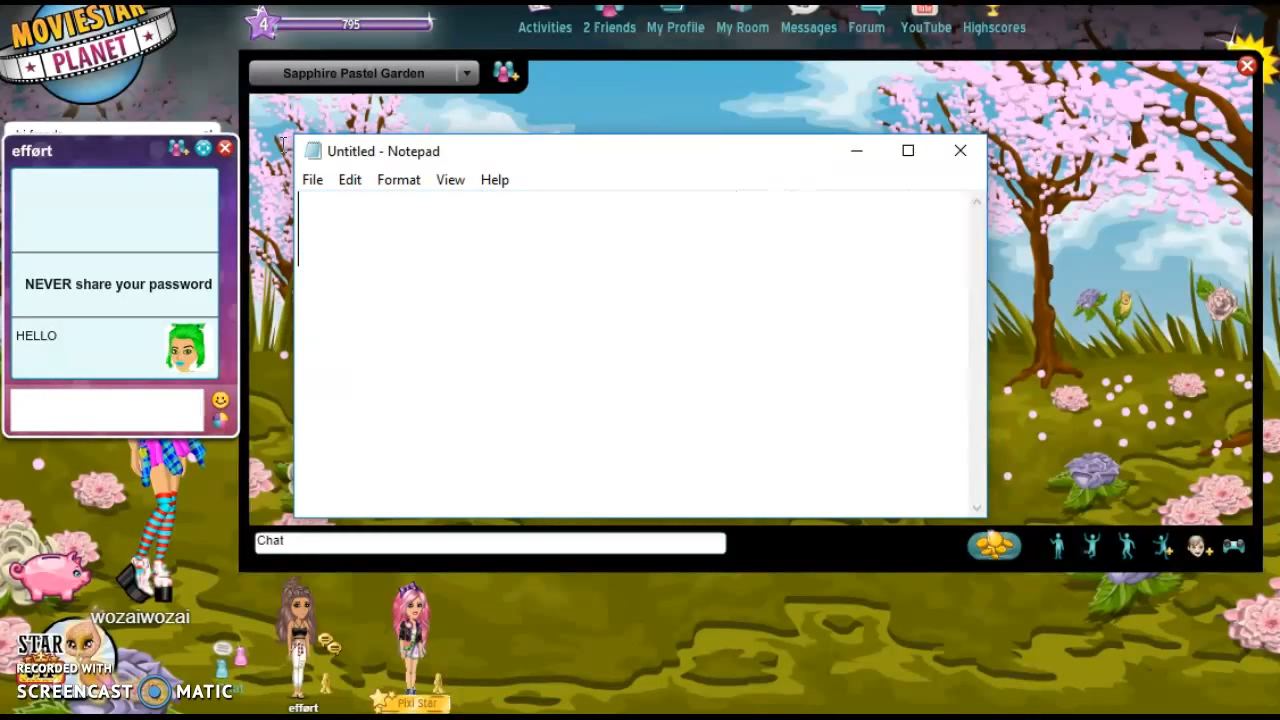 MOVIESTAR
PLANET
4
795
Activities
2 Friends
My Profile
My Room
Messages
Forum
YouTube
Highscores
Sapphire Pastel Garden
efført
NEVER share your password
HELLO
Untitled - Notepad
File
Edit
Format
View
Help
Chat
wozaiwozai
STAR
RECORDED WITH
SCREENCAST MATIC
efført
Pixi Star